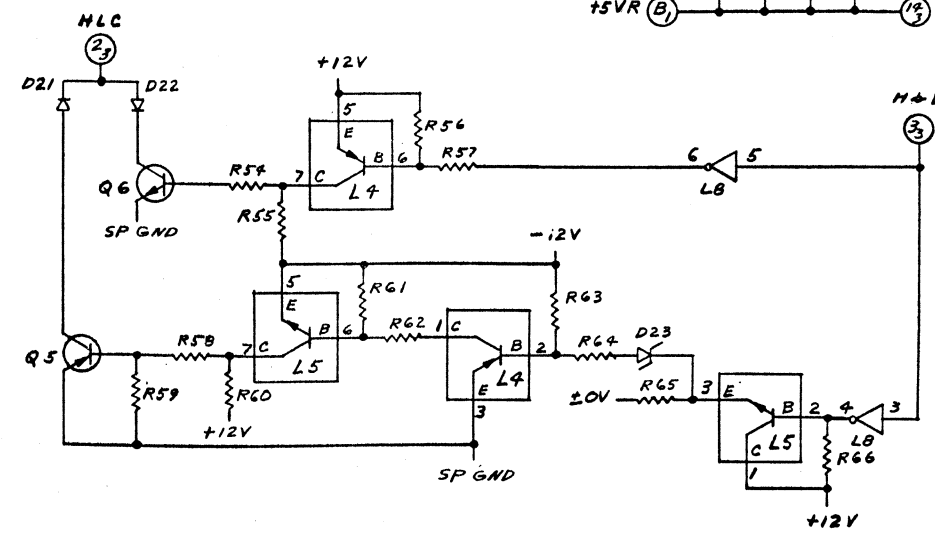 +5VR B1 14 3
HLC
2 3
D21 D22
+12V
5
E
R56
B 6 R57
7 C
L4
R54
R55
Q6
SP GND
6 5
L8
33
-12V
5
E
R61
B 6 R62
7 C
L5
1 C
B 2
L4
E
3
R63
R64 D23
Q5
R58
R59
R60
+12V
±0V R65 3 E
B 2 4 3
L5 L8
C
R66
1
SP GND
+12V